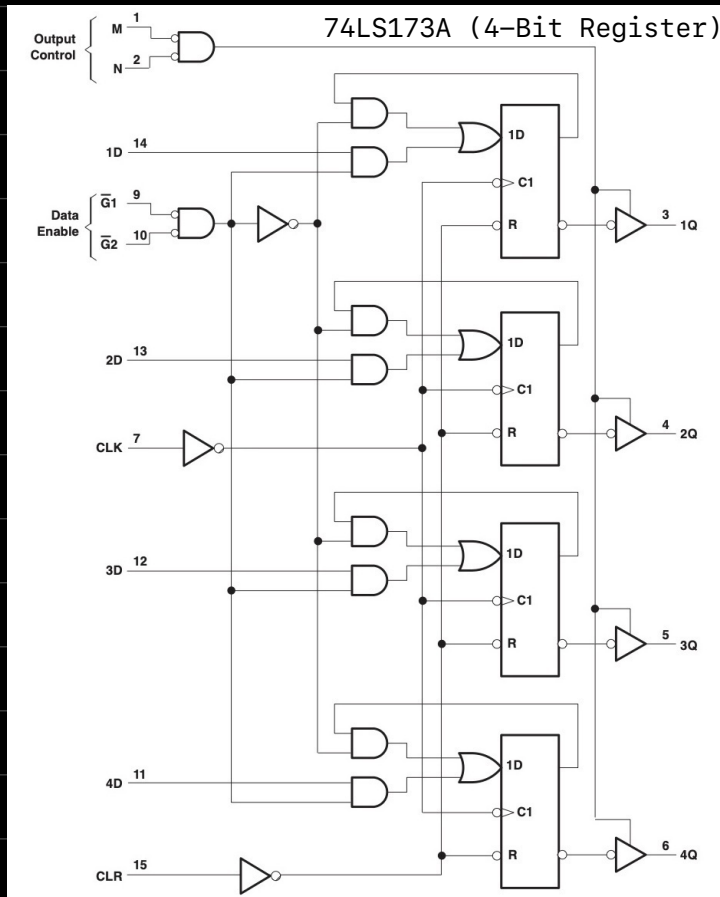 74LS173A (4–Bit Register)
Output
Control
M 1
N 2
1D 14
Data
Enable
G̅1 9
G̅2 10
1D
C1
R
3 1Q
2D 13
1D
C1
R
4 2Q
CLK 7
3D 12
1D
C1
R
5 3Q
4D 11
1D
C1
R
6 4Q
CLR 15